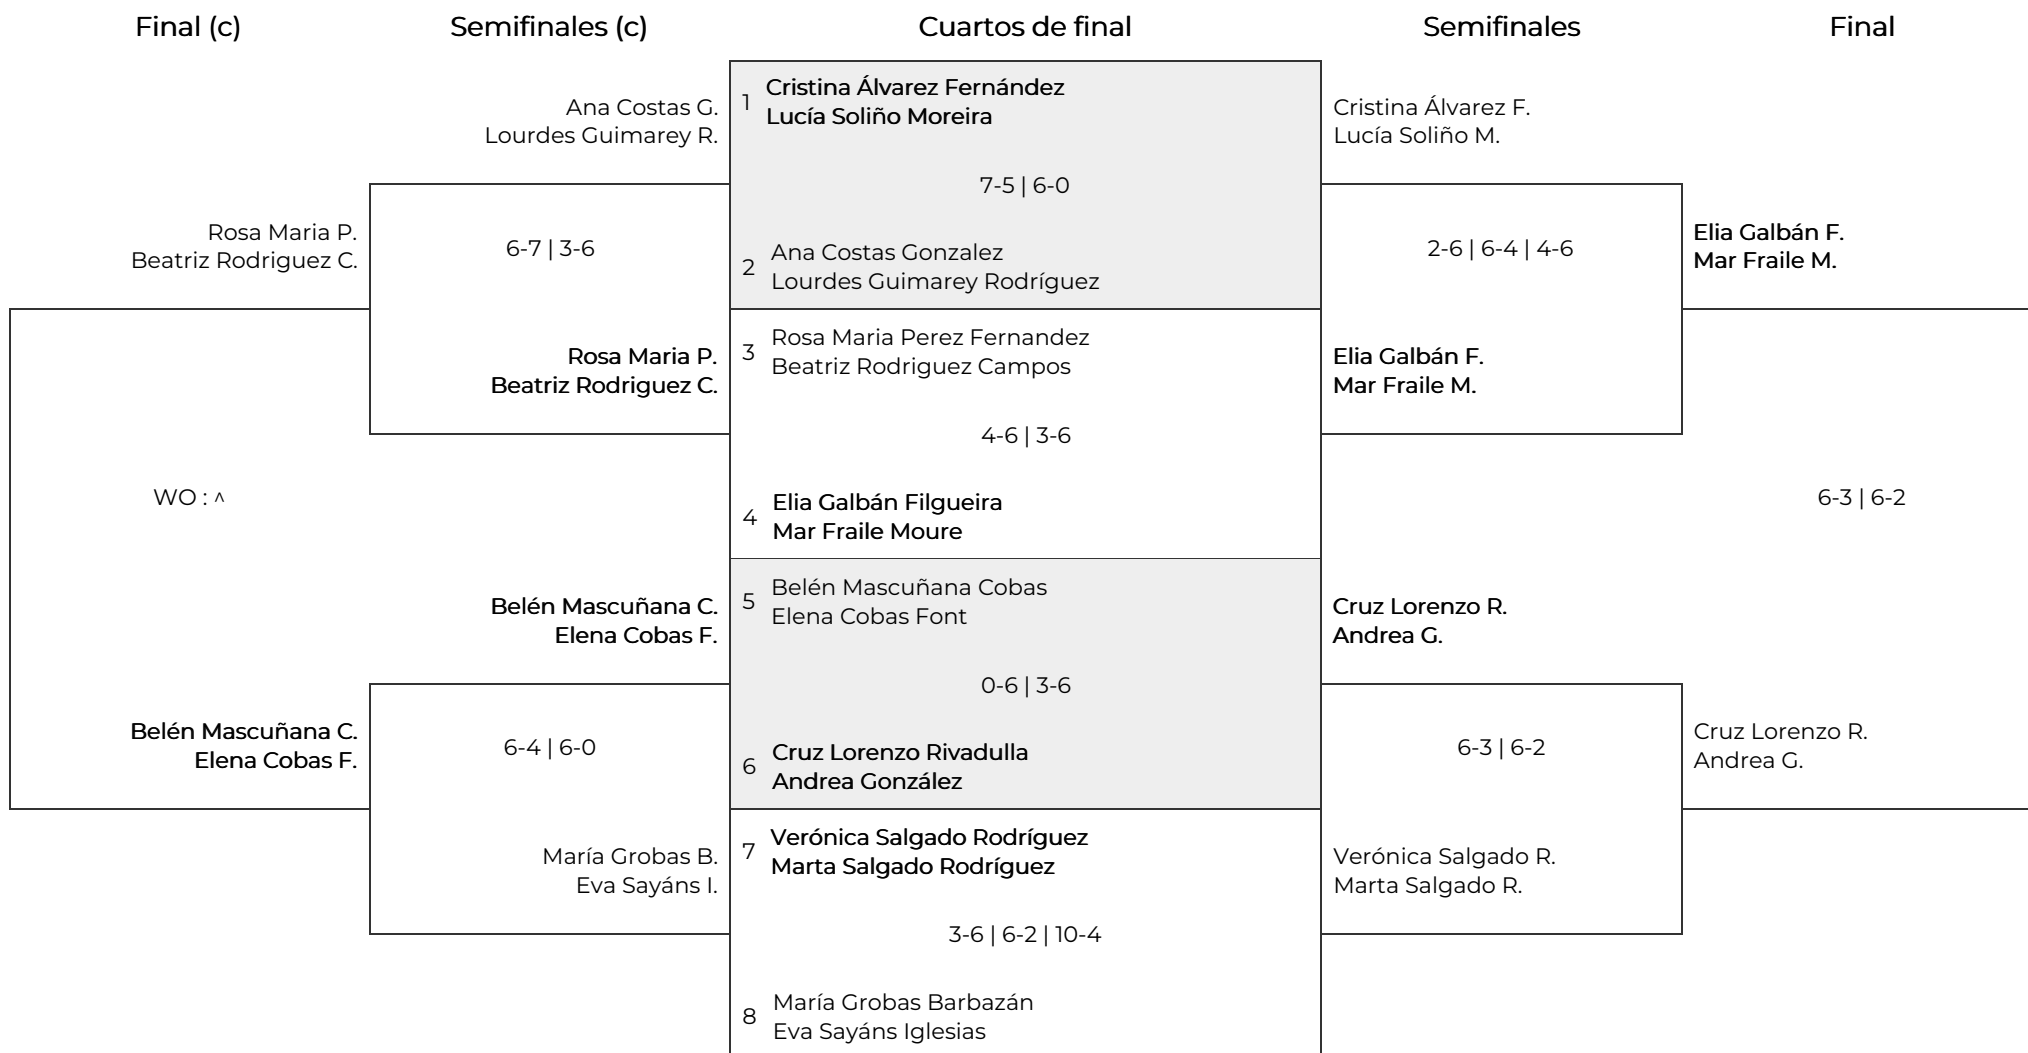 Final (c)
Semifinales (c)
Cuartos de final
Semifinales
Final
Ana Costas G.
Lourdes Guimarey R.
1
Cristina Álvarez Fernández
Lucía Soliño Moreira
Cristina Álvarez F.
Lucía Soliño M.
7-5 | 6-0
Rosa Maria P.
Beatriz Rodriguez C.
6-7 | 3-6
2
Ana Costas Gonzalez
Lourdes Guimarey Rodríguez
2-6 | 6-4 | 4-6
Elia Galbán F.
Mar Fraile M.
Rosa Maria P.
Beatriz Rodriguez C.
3
Rosa Maria Perez Fernandez
Beatriz Rodriguez Campos
Elia Galbán F.
Mar Fraile M.
4-6 | 3-6
WO : ^
4
Elia Galbán Filgueira
Mar Fraile Moure
6-3 | 6-2
Belén Mascuñana C.
Elena Cobas F.
5
Belén Mascuñana Cobas
Elena Cobas Font
Cruz Lorenzo R.
Andrea G.
0-6 | 3-6
Belén Mascuñana C.
Elena Cobas F.
6-4 | 6-0
6
Cruz Lorenzo Rivadulla
Andrea González
6-3 | 6-2
Cruz Lorenzo R.
Andrea G.
María Grobas B.
Eva Sayáns I.
7
Verónica Salgado Rodríguez
Marta Salgado Rodríguez
Verónica Salgado R.
Marta Salgado R.
3-6 | 6-2 | 10-4
8
María Grobas Barbazán
Eva Sayáns Iglesias